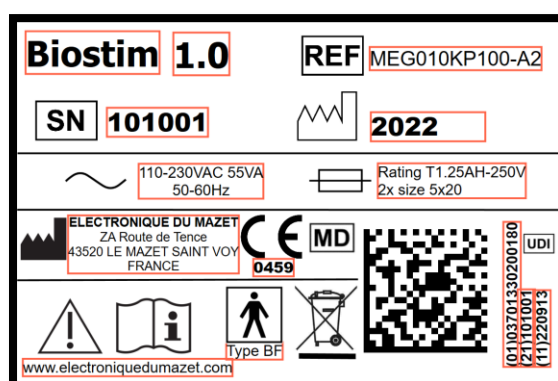 Biostim 1.0
REF MEG010KP100-A2
SN 101001
2022
110-230VAC 55VA
50-60Hz
Rating T1.25AH-250V
2x size 5x20
ELECTRONIQUE DU MAZET
ZA Route de Tence
43520 LE MAZET SAINT VOY
FRANCE
CE
0459
MD
UDI
(01)03701330200180
(21)101001
(11)220913
Type BF
www.electroniquedumazet.com